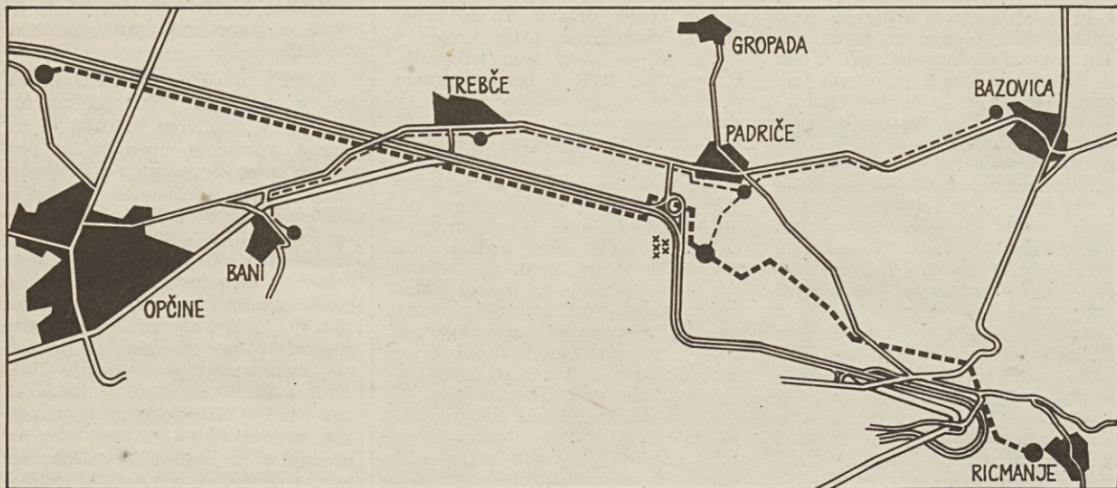 GROPADA
TREBČE
BAZOVICA
PADRIČE
BANI
OPČINE
RICMANJE